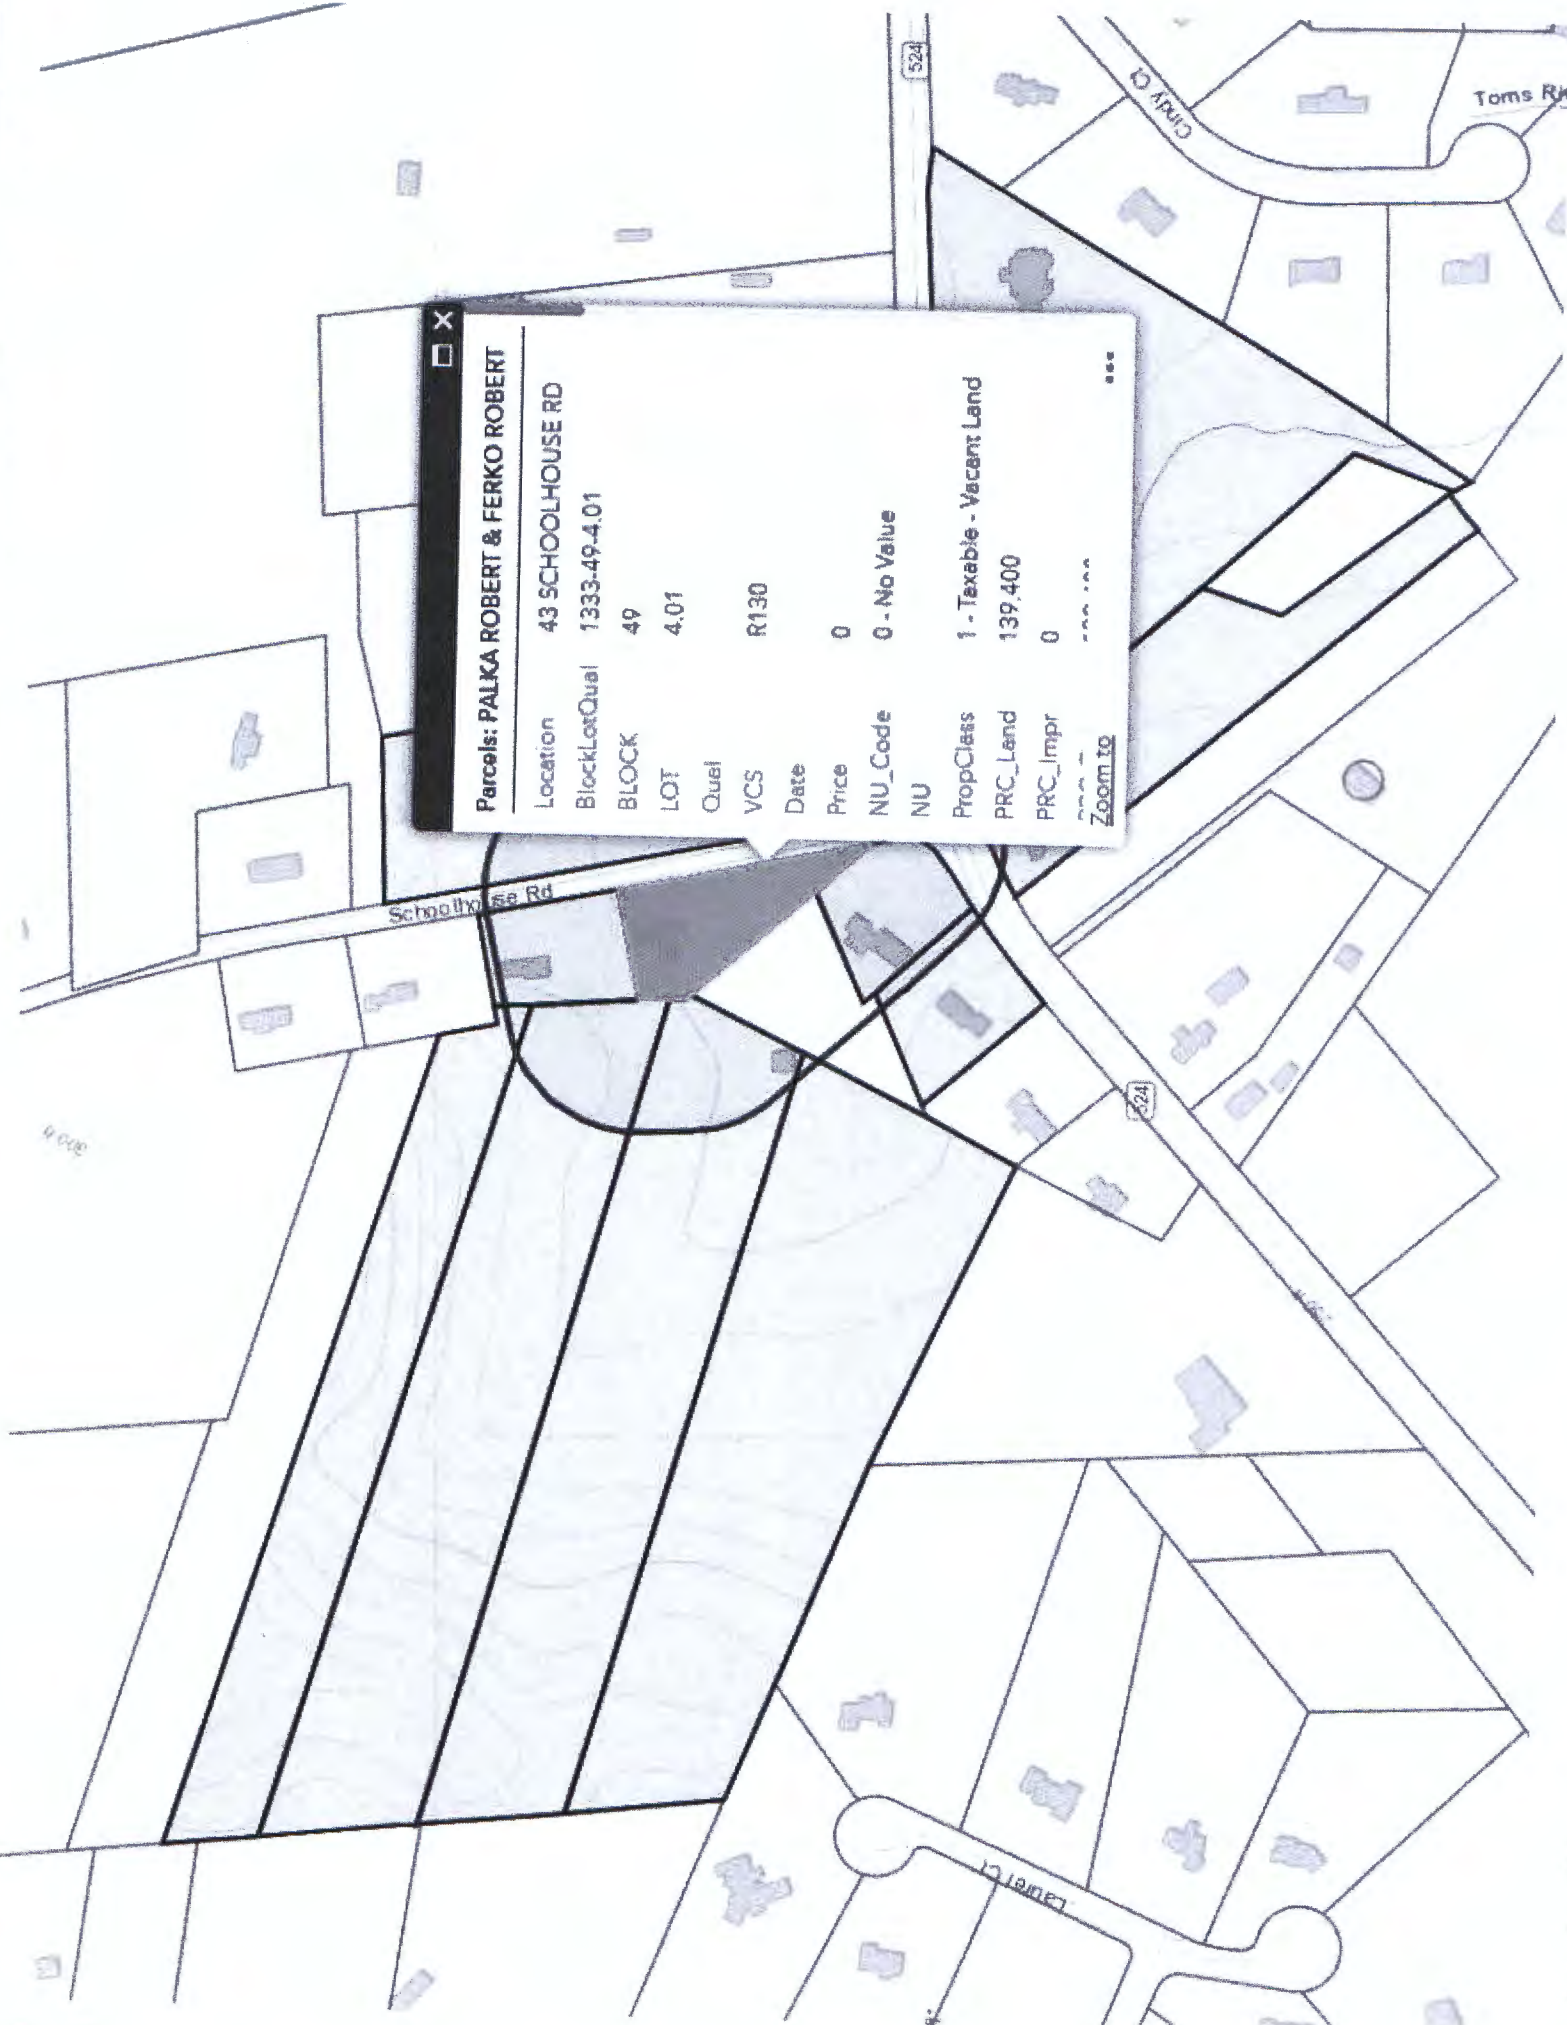 Parcels: PALKA ROBERT & FERKO ROBERT
Location 43 SCHOOLHOUSE RD
BlockLotQual 1333-49-4.01
BLOCK 49
LOT 4.01
Qual
VCS R130
Date
Price 0
NU_Code 0 - No Value
NU
PropClass 1 - Taxable - Vacant Land
PRC_Land 139,400
PRC_Impr 0
Zoom to
Schoolhouse Rd
524
Cindy Ct
Toms
524
Laurel Ct